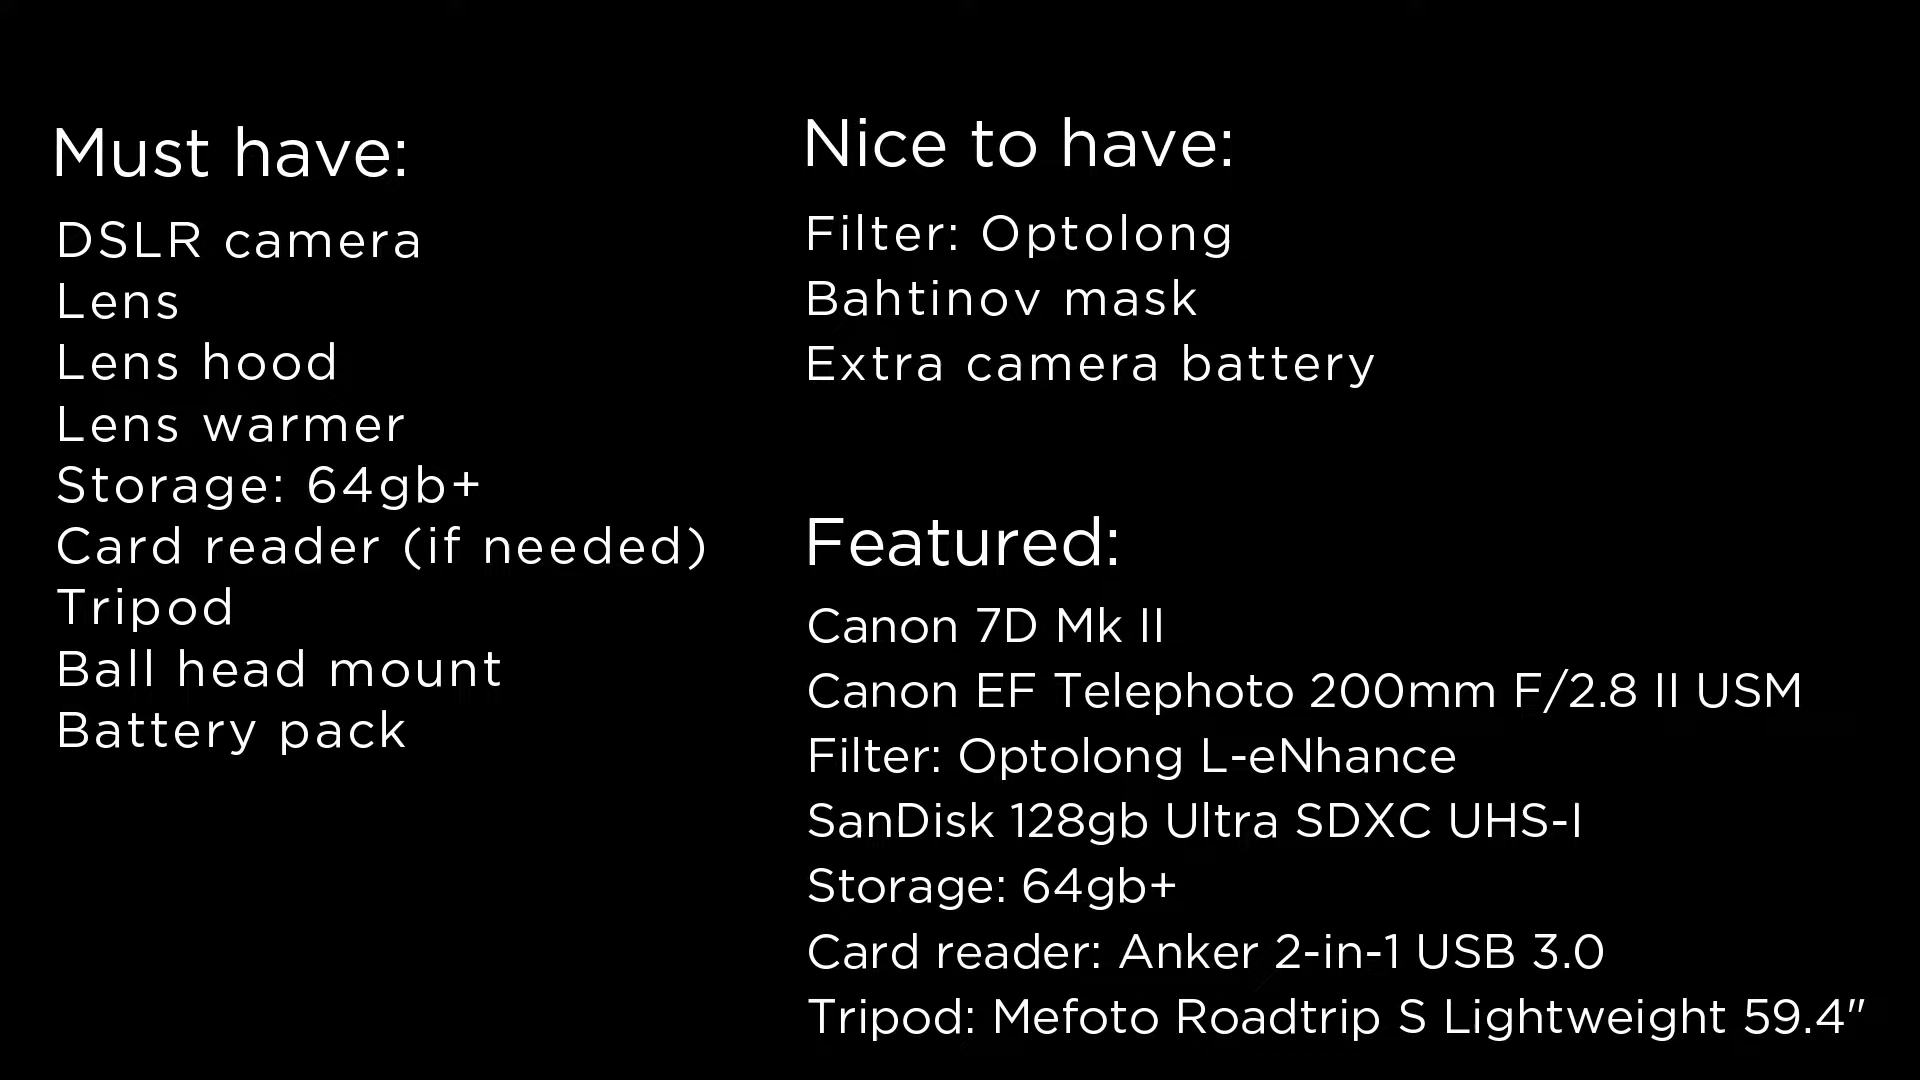 Must have:
DSLR camera
Lens
Lens hood
Lens warmer
Storage: 64gb+
Card reader (if needed)
Tripod
Ball head mount
Battery pack
Nice to have:
Filter: Optolong
Bahtinov mask
Extra camera battery
Featured:
Canon 7D Mk II
Canon EF Telephoto 200mm F/2.8 II USM
Filter: Optolong L-eNhance
SanDisk 128gb Ultra SDXC UHS-I
Storage: 64gb+
Card reader: Anker 2-in-1 USB 3.0
Tripod: Mefoto Roadtrip S Lightweight 59.4"